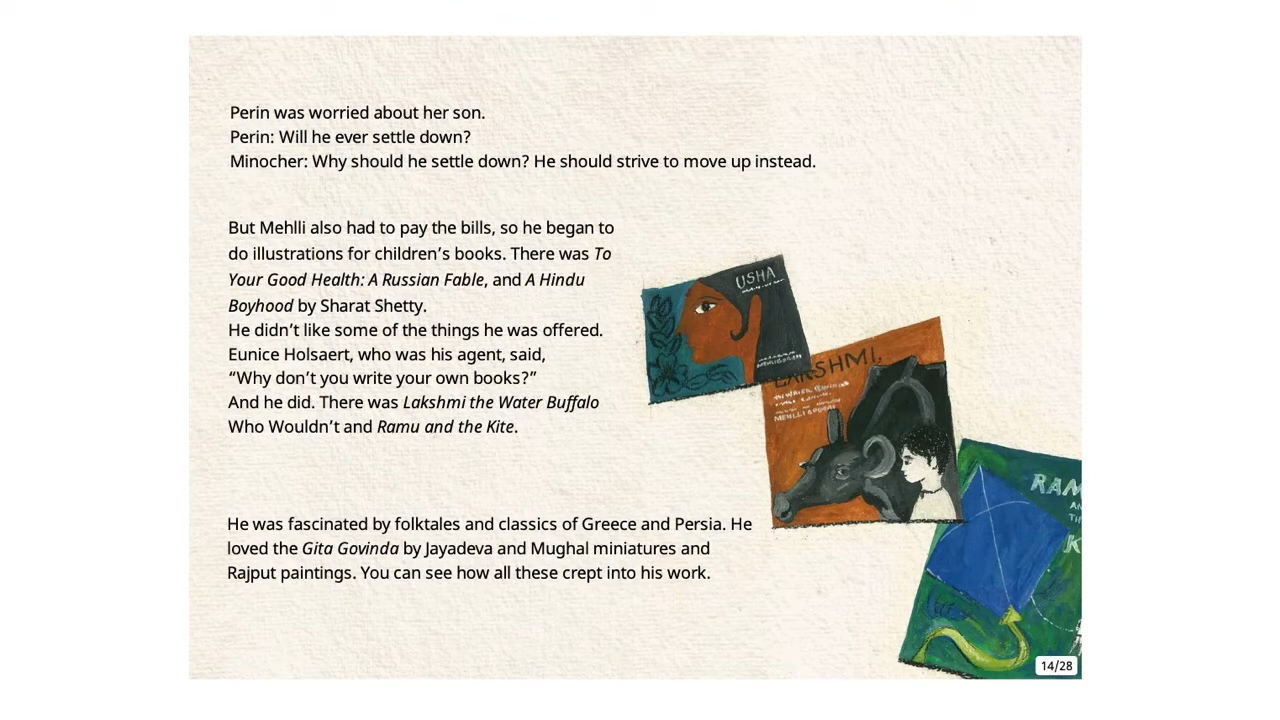 Perin was worried about her son.
Perin: Will he ever settle down?
Minocher: Why should he settle down? He should strive to move up instead.
But Mehlli also had to pay the bills, so he began to
do illustrations for children’s books. There was To
Your Good Health: A Russian Fable, and A Hindu
Boyhood by Sharat Shetty.
He didn’t like some of the things he was offered.
Eunice Holsaert, who was his agent, said,
“Why don’t you write your own books?”
And he did. There was Lakshmi the Water Buffalo
Who Wouldn’t and Ramu and the Kite.
He was fascinated by folktales and classics of Greece and Persia. He
loved the Gita Govinda by Jayadeva and Mughal miniatures and
Rajput paintings. You can see how all these crept into his work.
USHA
LAKSHMI,
MEHLLI GOBHAI
RAM
AN
K
14/28